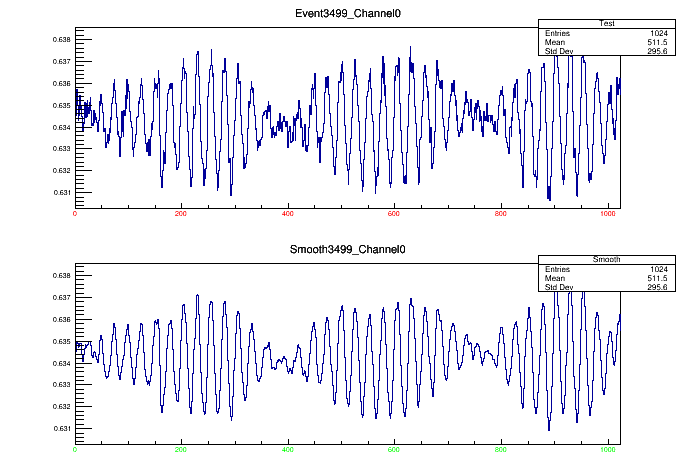 Event3499_Channel0
Test
Entries 1024
Mean 511.5
Std Dev 295.6
0.638
0.637
0.636
0.635
0.634
0.633
0.632
0.631
0 200 400 600 800 1000
Smooth3499_Channel0
Smooth
Entries 1024
Mean 511.5
Std Dev 295.6
0.638
0.637
0.636
0.635
0.634
0.633
0.632
0.631
0 200 400 600 800 1000